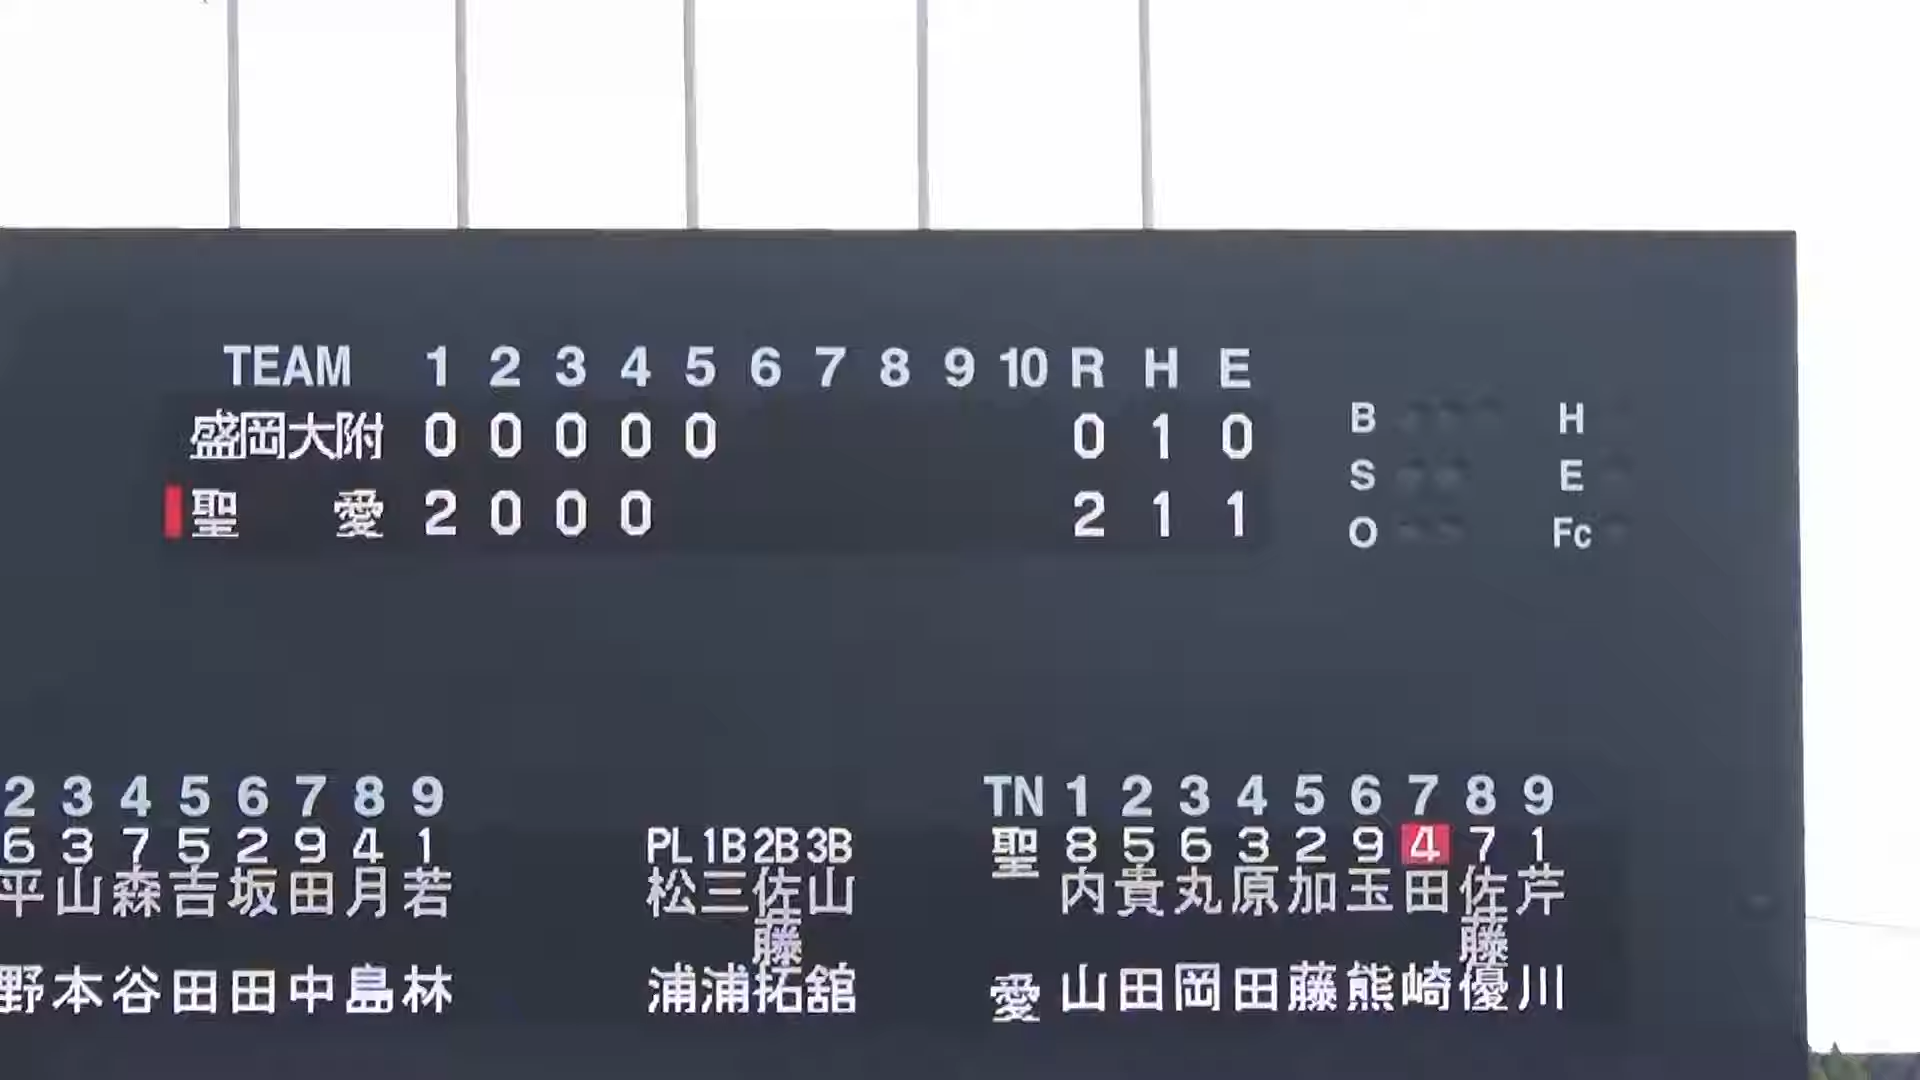 TEAM 1 2 3 4 5 6 7 8 9 10 R H E
盛岡大附 0 0 0 0 0 0 1 0
聖愛 2 0 0 0 2 1 1
B H
S E
O Fc
2 3 4 5 6 7 8 9
6 3 7 5 2 9 4 1
平野 山本 森谷 吉田 坂田 田中 月島 若林
PL 1B 2B 3B
松浦 三浦 佐藤拓 山舘
TN 1 2 3 4 5 6 7 8 9
聖愛 8 5 6 3 2 9 4 7 1
内山 貴田 丸岡 原田 加藤 玉熊 田崎 佐藤優 芹川